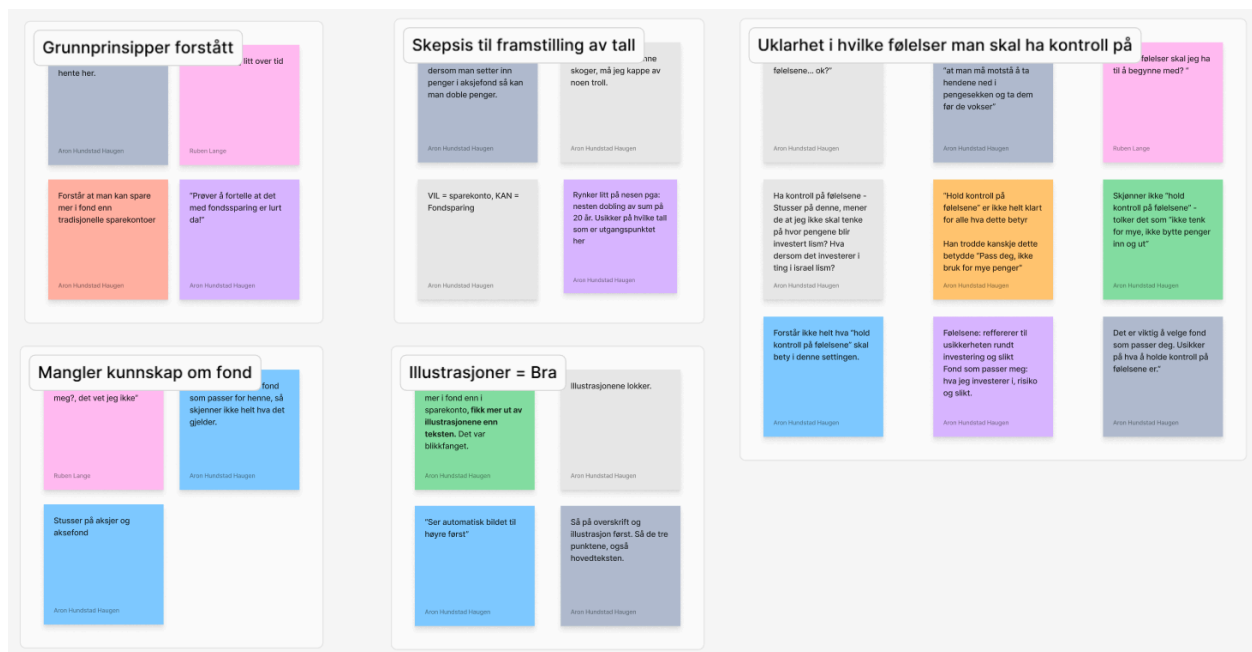 Grunnprinsipper forstått
hente her.
Aron Hundstad Haugen
litt over tid
Ruben Lange
Forstår at man kan spare
mer i fond enn
tradisjonelle sparekontoer
Aron Hundstad Haugen
"Prøver å fortelle at det
med fondssparing er lurt
da!"
Aron Hundstad Haugen
Skepsis til framstilling av tall
dersom man setter inn
penger i aksjefond så kan
man doble penger.
Aron Hundstad Haugen
skoger, må jeg kappe av
noen troll.
Aron Hundstad Haugen
VIL = sparekonto, KAN =
Fondsparing
Aron Hundstad Haugen
Rynker litt på nesen pga:
nesten dobling av sum på
20 år. Usikker på hvilke tall
som er utgangspunktet
her
Aron Hundstad Haugen
Uklarhet i hvilke følelser man skal ha kontroll på
følelsene... ok?"
Aron Hundstad Haugen
"at man må motstå å ta
hendene ned i
pengesekken og ta dem
før de vokser"
Aron Hundstad Haugen
følelser skal jeg ha
til å begynne med? "
Ruben Lange
Ha kontroll på følelsene -
Stusser på denne, mener
de at jeg ikke skal tenke
på hvor pengene blir
investert lism? Hva
dersom det investerer i
ting i israel lism?
Aron Hundstad Haugen
"Hold kontroll på
følelsene" er ikke helt klart
for alle hva dette betyr
Han trodde kanskje dette
betydde "Pass deg, ikke
bruk for mye penger"
Aron Hundstad Haugen
Skjønner ikke "hold
kontroll på følelsene" -
tolker det som "ikke tenk
for mye, ikke bytte penger
inn og ut"
Aron Hundstad Haugen
Forstår ikke helt hva "hold
kontroll på følelsene" skal
bety i denne settingen.
Aron Hundstad Haugen
Følelsene: reffererer til
usikkerheten rundt
investering og slikt
Fond som passer meg:
hva jeg investerer i, risiko
og slikt.
Aron Hundstad Haugen
Det er viktig å velge fond
som passer deg. Usikker
på hva å holde kontroll på
følelsene er."
Aron Hundstad Haugen
Mangler kunnskap om fond
meg?, det vet jeg ikke"
Ruben Lange
fond
som passer for henne, så
skjenner ikke helt hva det
gjelder.
Aron Hundstad Haugen
Stusser på aksjer og
aksefond
Aron Hundstad Haugen
Illustrasjoner = Bra
mer i fond enn i
sparekonto, fikk mer ut av
illustrasjonene enn
teksten. Det var
blikkfanget.
Aron Hundstad Haugen
Illustrasjonene lokker.
Aron Hundstad Haugen
"Ser automatisk bildet til
høyre først"
Aron Hundstad Haugen
Så på overskrift og
illustrasjon først. Så de tre
punktene, også
hovedteksten.
Aron Hundstad Haugen